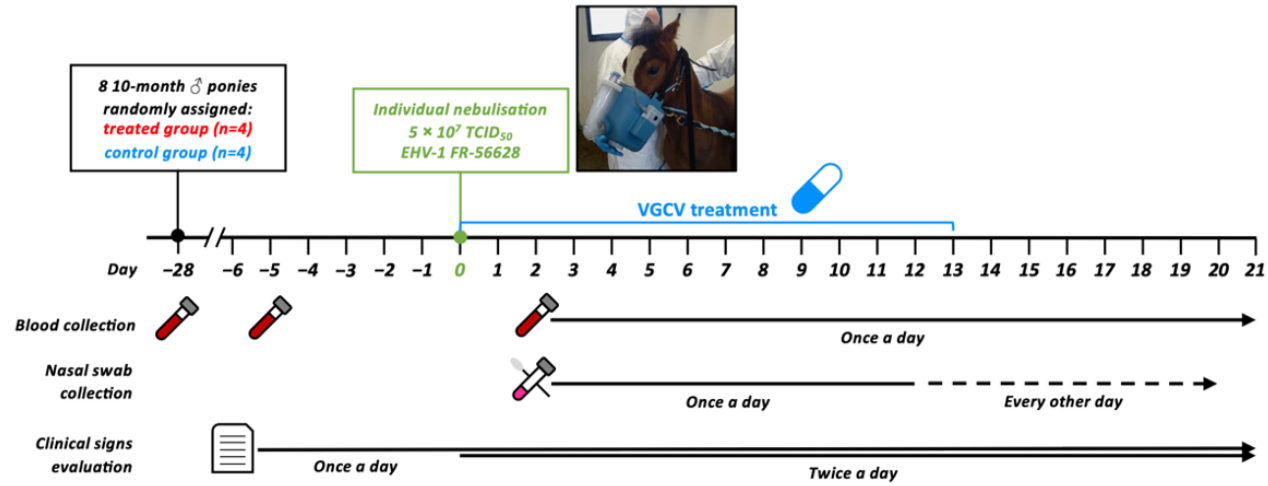 8 10-month ♂ ponies
randomly assigned:
treated group (n=4)
control group (n=4)
Individual nebulisation
5 × 10⁷ TCID₅₀
EHV-1 FR-56628
VGCV treatment
Day −28 −6 −5 −4 −3 −2 −1 0 1 2 3 4 5 6 7 8 9 10 11 12 13 14 15 16 17 18 19 20 21
Blood collection
Once a day
Nasal swab
collection
Once a day
Every other day
Clinical signs
evaluation
Once a day
Twice a day